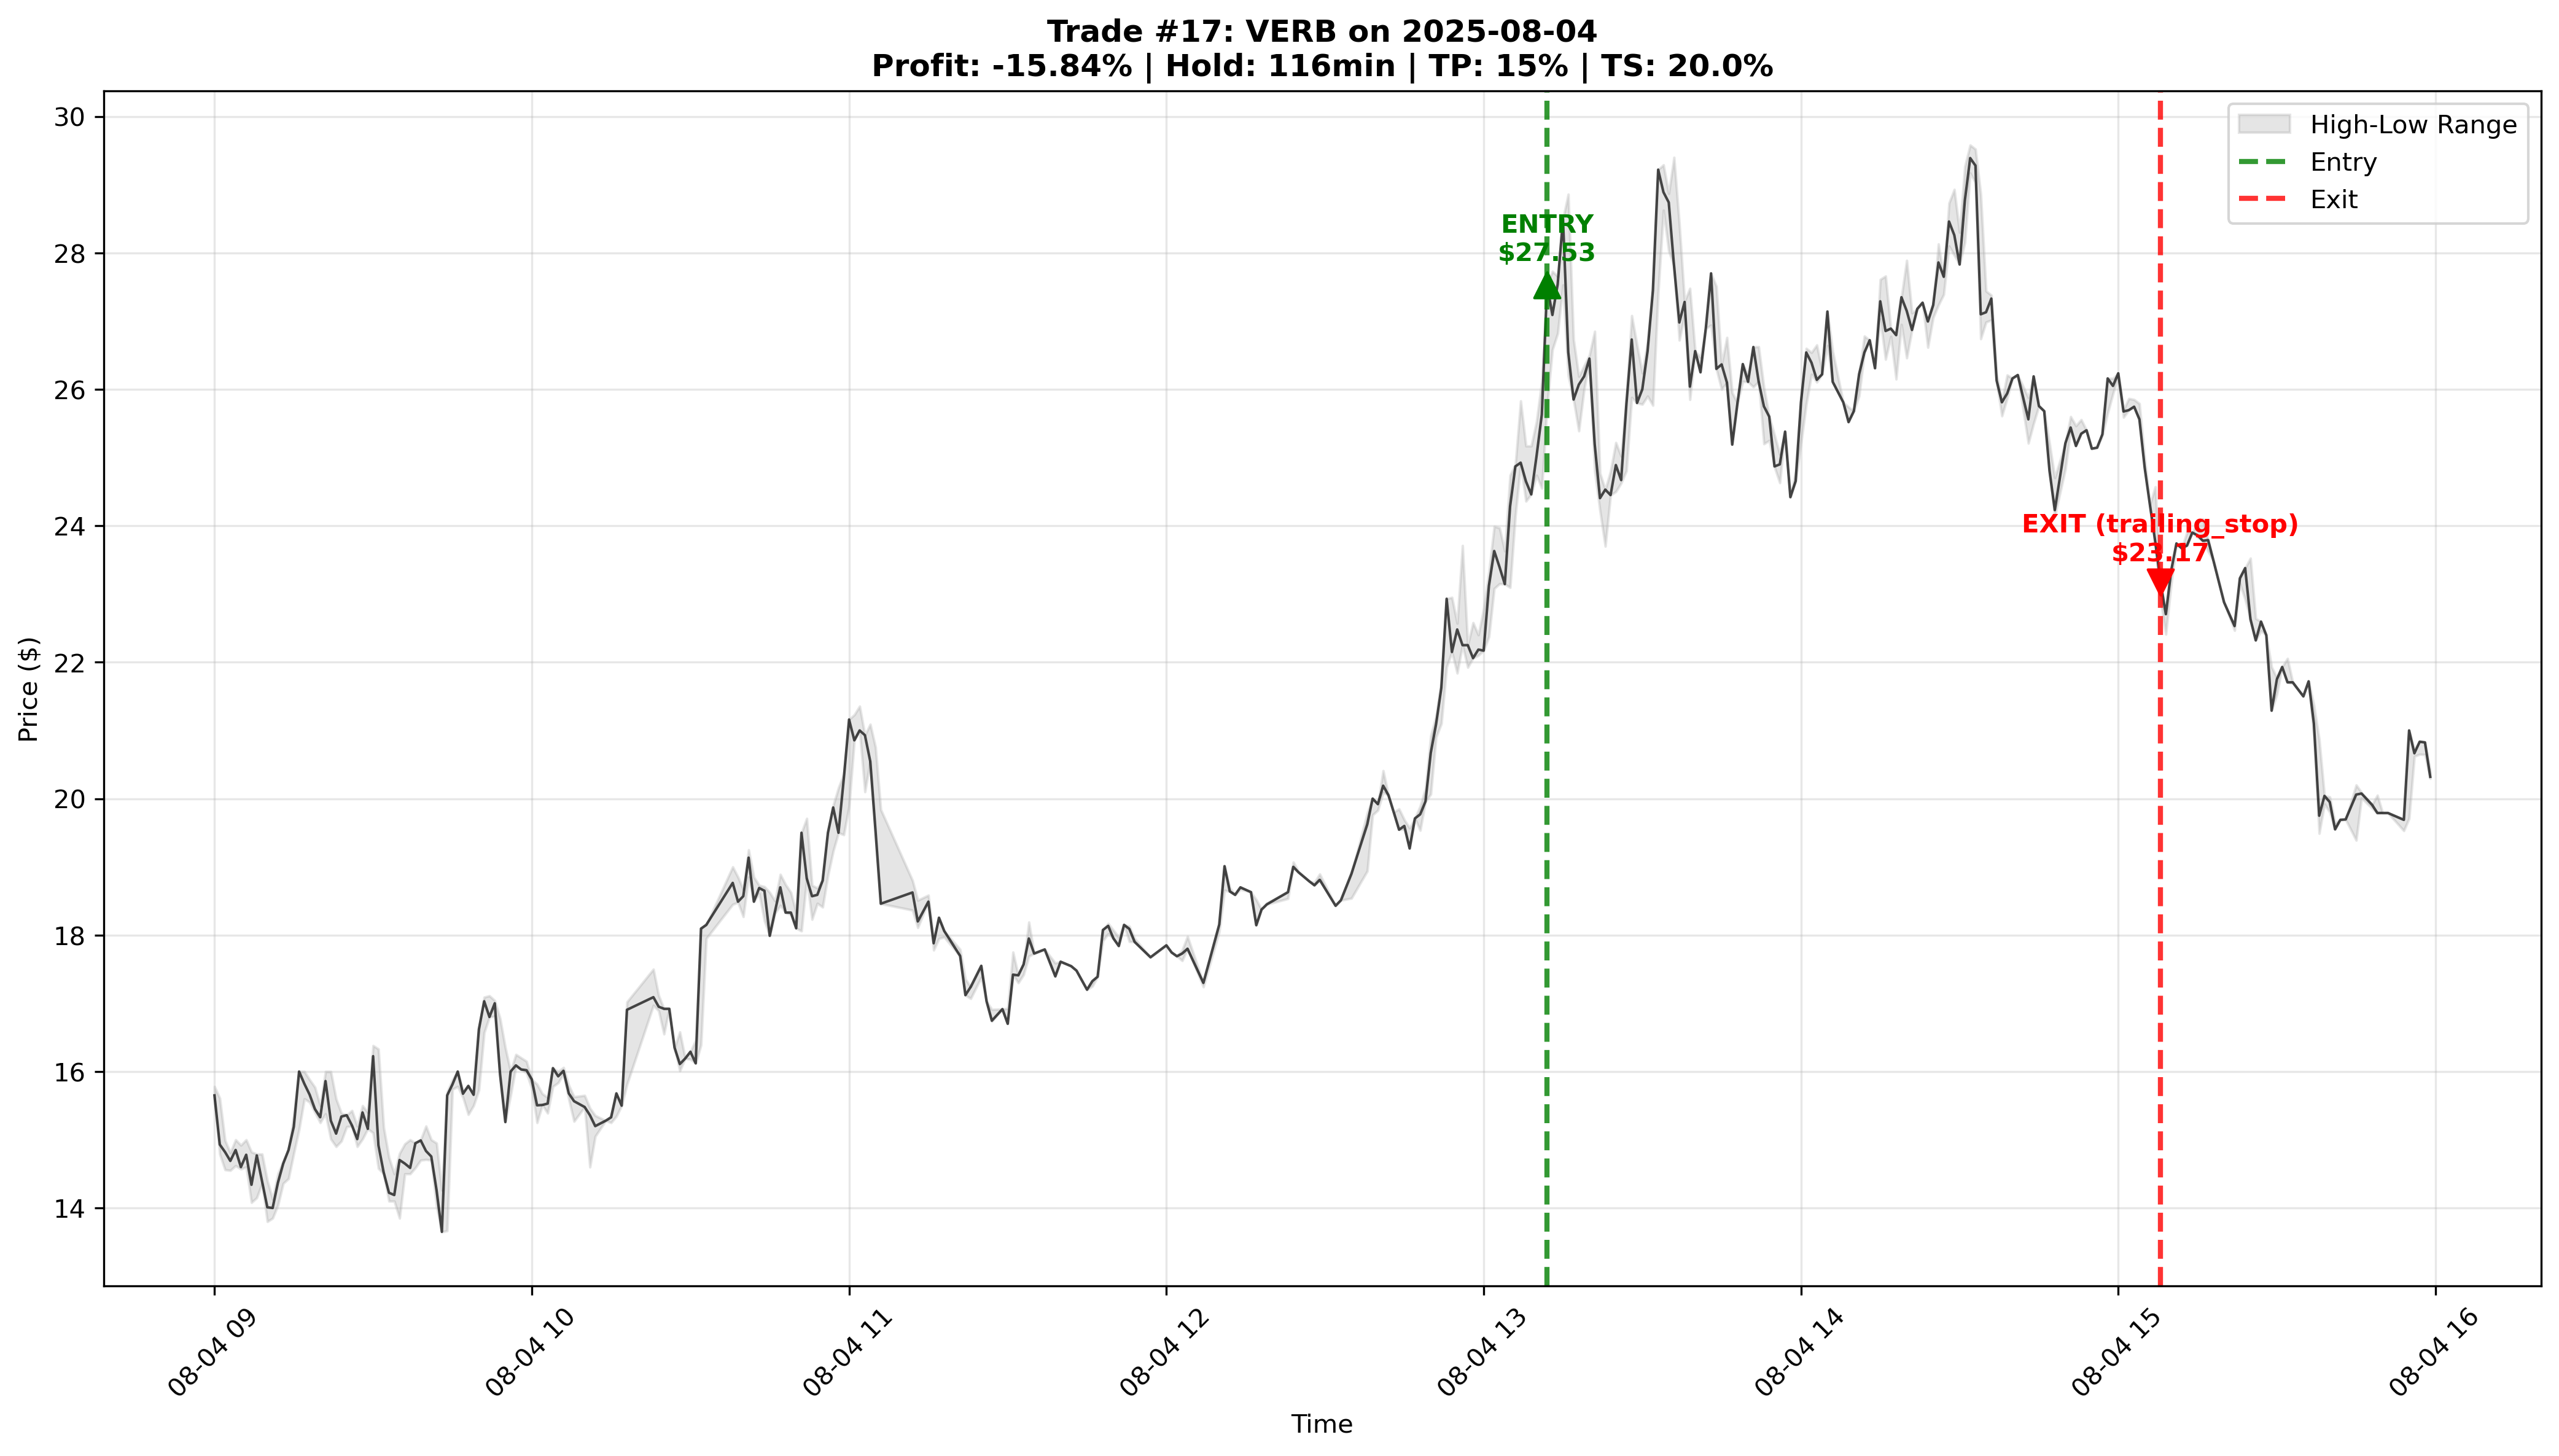 Trade #17: VERB on 2025-08-04
Profit: -15.84% | Hold: 116min | TP: 15% | TS: 20.0%
High-Low Range
Entry
Exit
ENTRY
$27.53
EXIT (trailing_stop)
$23.17
Price ($)
30
28
26
24
22
20
18
16
14
08-04 09
08-04 10
08-04 11
08-04 12
08-04 13
08-04 14
08-04 15
08-04 16
Time